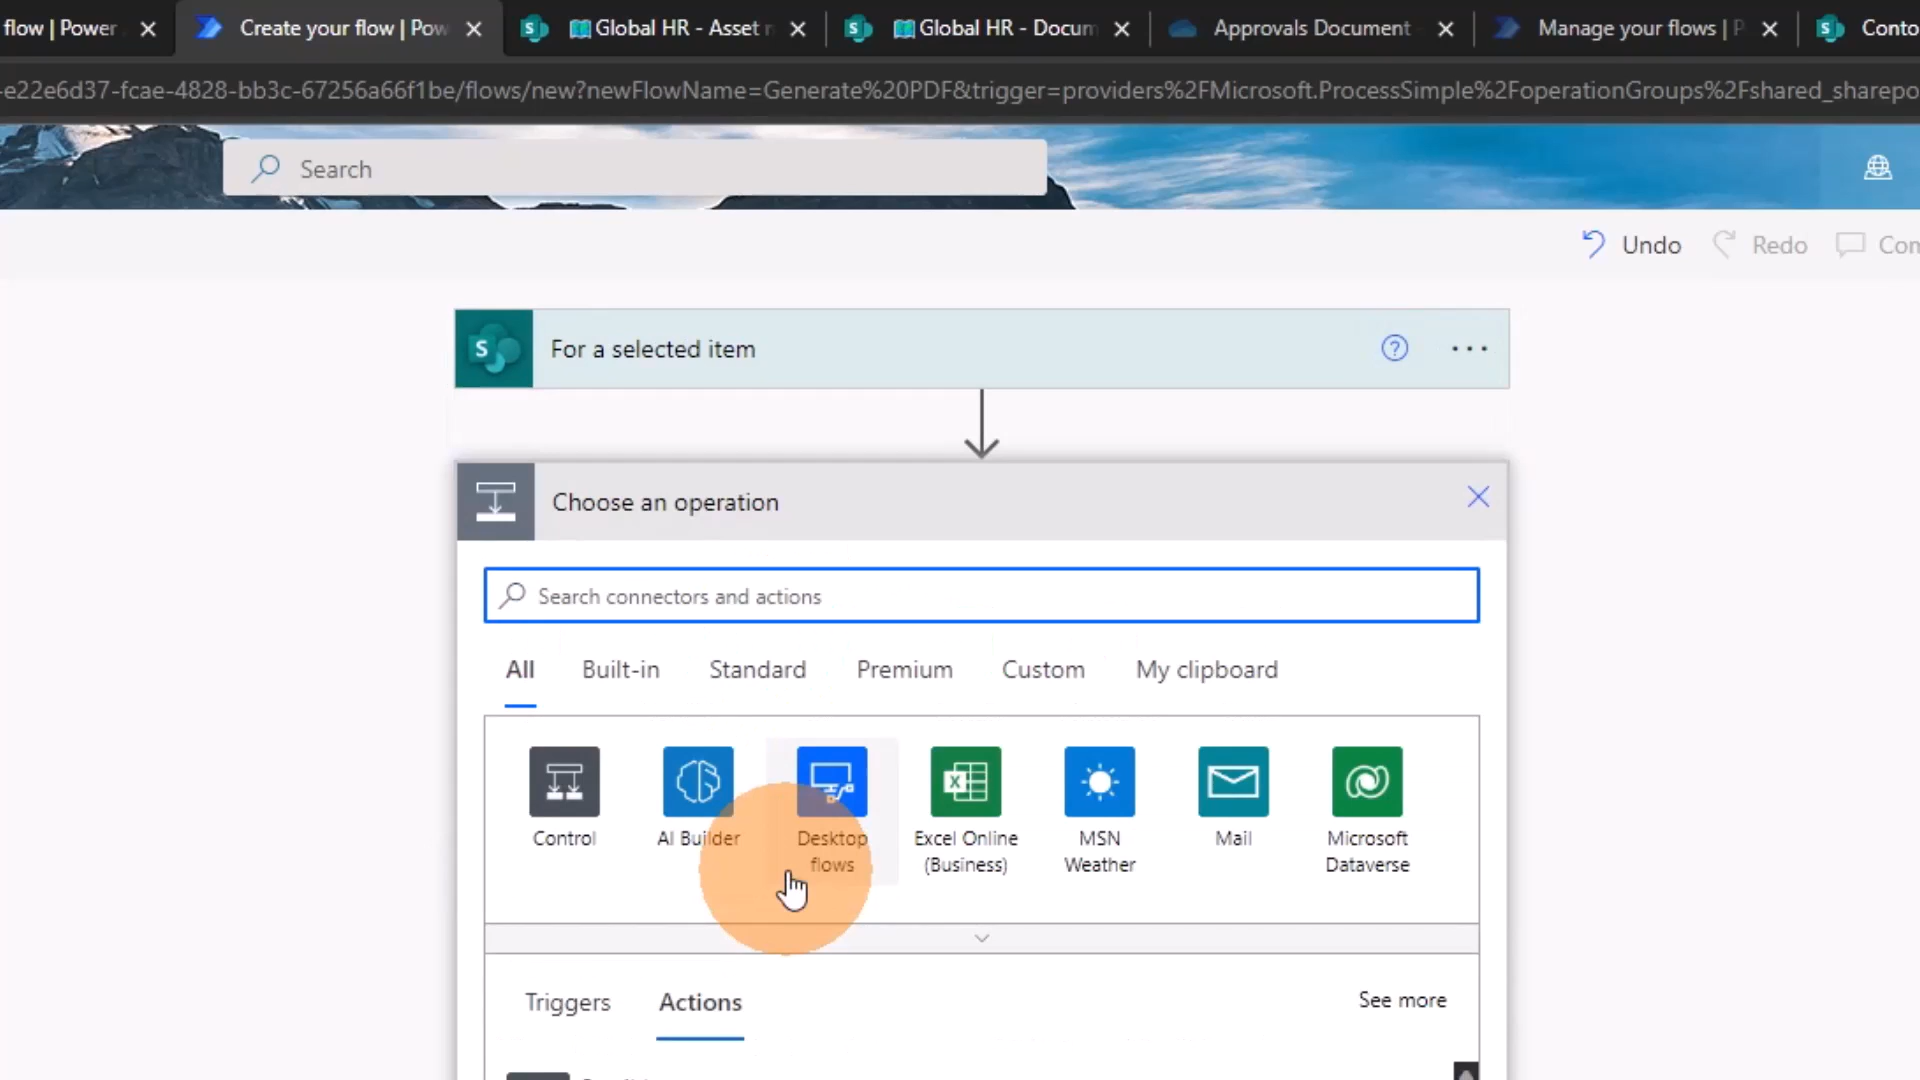 flow | Power
Create your flow | Pow
Global HR - Asset m
Global HR - Docum
Approvals Document
Manage your flows | P
Conto
-e22e6d37-fcae-4828-bb3c-67256a66f1be/flows/new?newFlowName=Generate%20PDF&trigger=providers%2FMicrosoft.ProcessSimple%2FoperationGroups%2Fshared_sharepo
Search
Undo
Redo
Com
For a selected item
Choose an operation
Search connectors and actions
All
Built-in
Standard
Premium
Custom
My clipboard
Control
AI Builder
Desktop
flows
Excel Online
(Business)
MSN
Weather
Mail
Microsoft
Dataverse
Triggers
Actions
See more